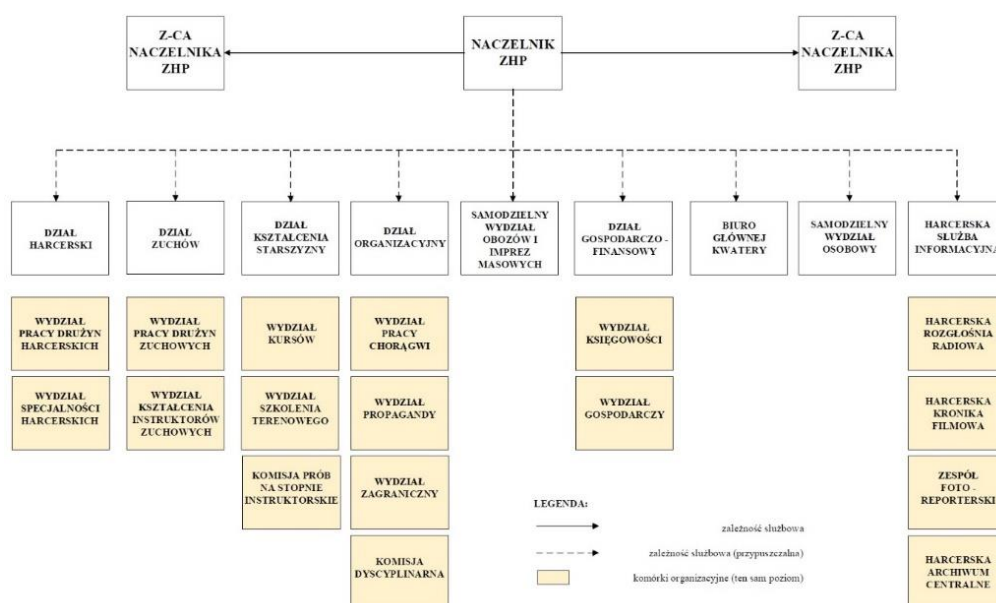 Z-CA
NACZELNIKA
ZHP
NACZELNIK
ZHP
Z-CA
NACZELNIKA
ZHP
DZIAŁ
HARCERSKI
DZIAŁ
ZUCHÓW
DZIAŁ
KSZTAŁCENIA
STARSZYZNY
DZIAŁ
ORGANIZACYJNY
SAMODZIELNY
WYDZIAŁ
OBOZÓW I
IMPREZ
MASOWYCH
DZIAŁ
GOSPODARCZO -
FINANSOWY
BIURO
GŁÓWNEJ
KWATERY
SAMODZIELNY
WYDZIAŁ
OSOBOWY
HARCERSKA
SŁUŻBA
INFORMACYJNA
WYDZIAŁ
PRACY DRUŻYN
HARCERSKICH
WYDZIAŁ
PRACY DRUŻYN
ZUCHOWYCH
WYDZIAŁ
KURSÓW
WYDZIAŁ
PRACY
CHORĄGWI
WYDZIAŁ
KSIĘGOWOŚCI
HARCERSKA
ROZGŁOŚNIA
RADIOWA
WYDZIAŁ
SPECJALNOŚCI
HARCERSKICH
WYDZIAŁ
KSZTAŁCENIA
INSTRUKTORÓW
ZUCHOWYCH
WYDZIAŁ
SZKOLENIA
TERENOWEGO
WYDZIAŁ
PROPAGANDY
WYDZIAŁ
GOSPODARCZY
HARCERSKA
KRONIKA
FILMOWA
KOMISJA PRÓB
NA STOPNIE
INSTRUKTORSKIE
WYDZIAŁ
ZAGRANICZNY
ZESPÓŁ
FOTO -
REPORTERSKI
KOMISJA
DYSCYPLINARNA
HARCERSKA
ARCHIWUM
CENTRALNE
LEGENDA:
zależność służbowa
zależność służbowa (przypuszczalna)
komórki organizacyjne (ten sam poziom)